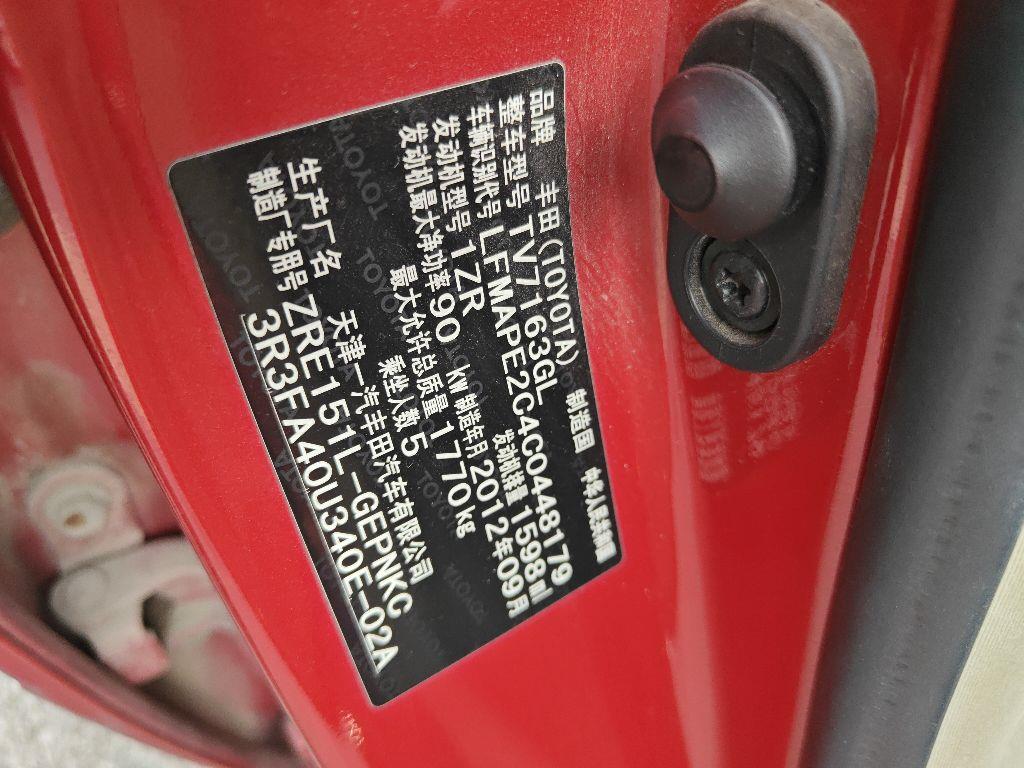 品牌 丰田(TOYOTA) 制造国 中华人民共和国
整车型号 TV7163GL
车辆识别代号 LFMAPE2C4C0448179
发动机型号 1ZR 发动机排量 1598ml
发动机最大净功率 90 kW 制造年月 2012年09月
最大允许总质量 1770kg
乘坐人数 5
生产厂名 天津一汽丰田汽车有限公司
制造厂专用号 ZRE151L-GEPNKC
3R3FA40U340E-02A